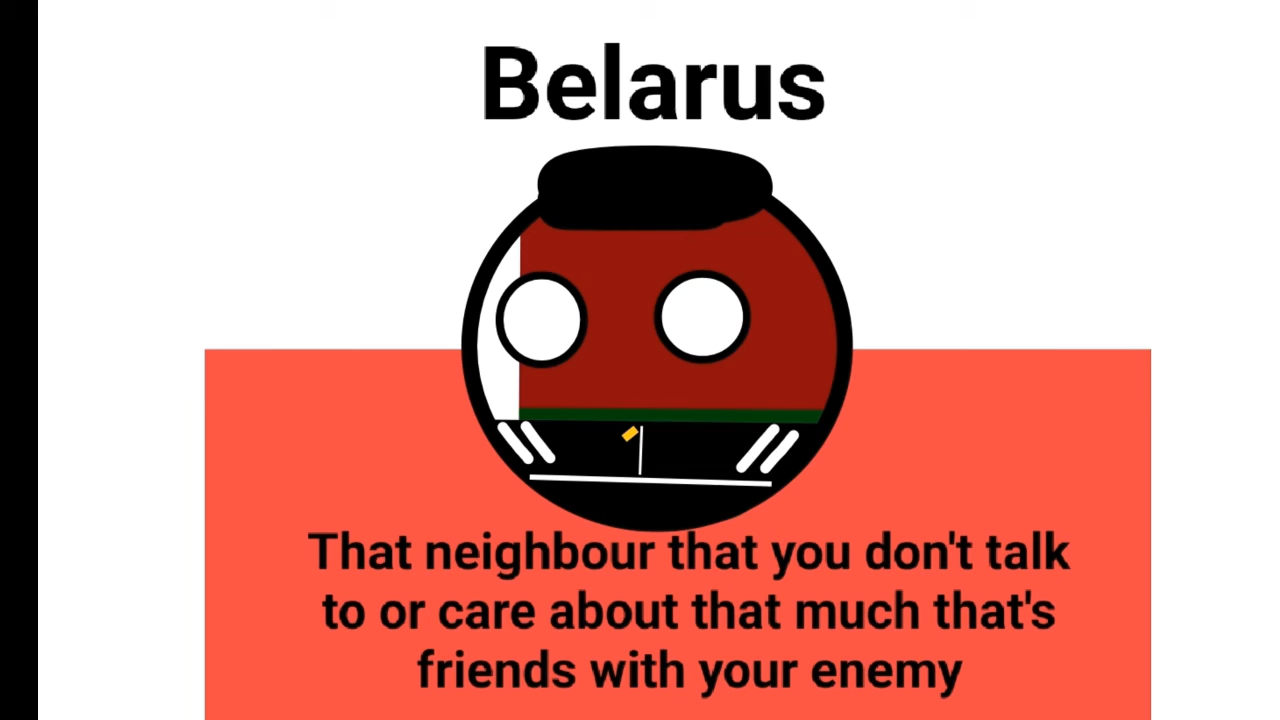 Belarus
That neighbour that you don't talk
to or care about that much that's
friends with your enemy